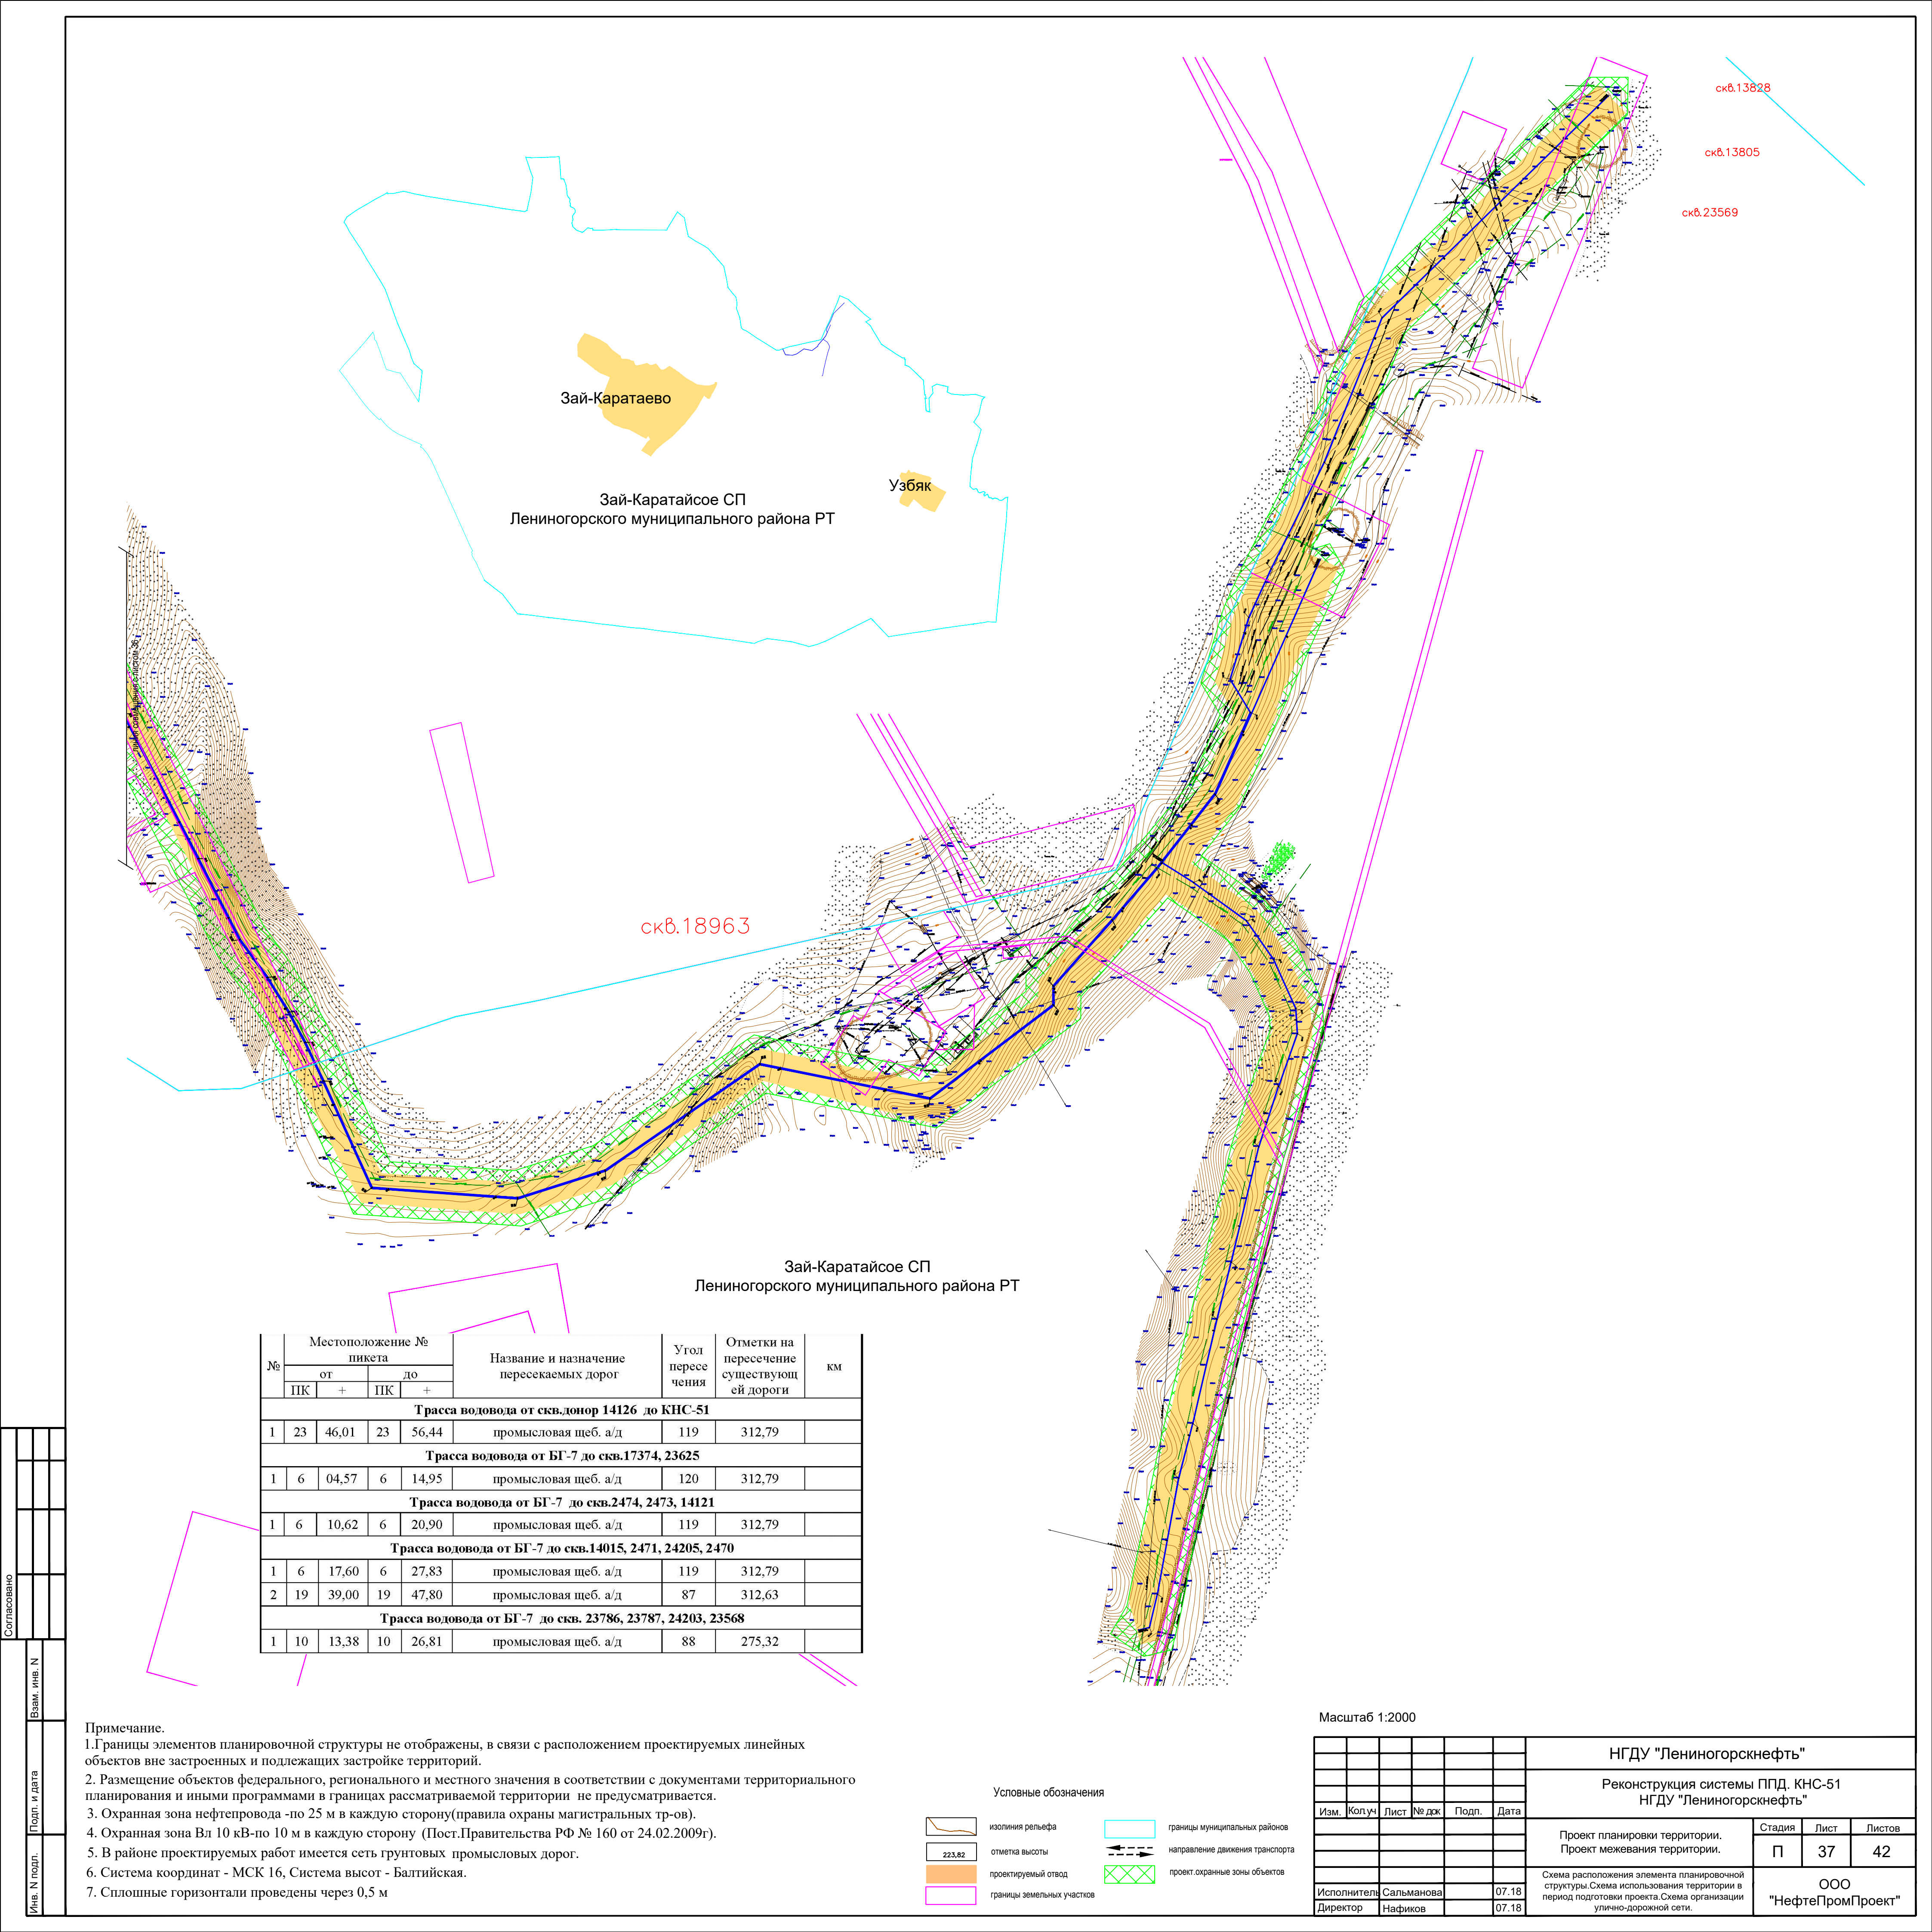 скв.13828
скв.13805
скв.23569
Зай-Каратаево
Узбяк
Зай-Каратайсое СП
Лениногорского муниципального района РТ
скв.18963
Зай-Каратайсое СП
Лениногорского муниципального района РТ
№ Местоположение № пикета Название и назначение пересекаемых дорог Угол пересе чения Отметки на пересечение существующ ей дороги км
от до
ПК + ПК +
Трасса водовода от скв.донор 14126 до КНС-51
1 23 46,01 23 56,44 промысловая щеб. а/д 119 312,79
Трасса водовода от БГ-7 до скв.17374, 23625
1 6 04,57 6 14,95 промысловая щеб. а/д 120 312,79
Трасса водовода от БГ-7 до скв.2474, 2473, 14121
1 6 10,62 6 20,90 промысловая щеб. а/д 119 312,79
Трасса водовода от БГ-7 до скв.14015, 2471, 24205, 2470
1 6 17,60 6 27,83 промысловая щеб. а/д 119 312,79
2 19 39,00 19 47,80 промысловая щеб. а/д 87 312,63
Трасса водовода от БГ-7 до скв. 23786, 23787, 24203, 23568
1 10 13,38 10 26,81 промысловая щеб. а/д 88 275,32
Согласовано
Взам. инв. N
Подп. и дата
Инв. N подл.
Примечание.
1.Границы элементов планировочной структуры не отображены, в связи с расположением проектируемых линейных
объектов вне застроенных и подлежащих застройке территорий.
2. Размещение объектов федерального, регионального и местного значения в соответствии с документами территориального
планирования и иными программами в границах рассматриваемой территории не предусматривается.
3. Охранная зона нефтепровода -по 25 м в каждую сторону(правила охраны магистральных тр-ов).
4. Охранная зона Вл 10 кВ-по 10 м в каждую сторону (Пост.Правительства РФ № 160 от 24.02.2009г).
5. В районе проектируемых работ имеется сеть грунтовых промысловых дорог.
6. Система координат - МСК 16, Система высот - Балтийская.
7. Сплошные горизонтали проведены через 0,5 м
Условные обозначения
изолиния рельефа
223,82 отметка высоты
проектируемый отвод
границы земельных участков
границы муниципальных районов
направление движения транспорта
проект.охранные зоны объектов
Масштаб 1:2000
НГДУ "Лениногорскнефть"
Реконструкция системы ППД. КНС-51
НГДУ "Лениногорскнефть"
Изм. Кол.уч Лист № док Подп. Дата
Проект планировки территории.
Проект межевания территории.
Стадия Лист Листов
П 37 42
Исполнитель Сальманова 07.18
Директор Нафиков 07.18
Схема расположения элемента планировочной
структуры.Схема использования территории в
период подготовки проекта.Схема организации
улично-дорожной сети.
ООО
"НефтеПромПроект"